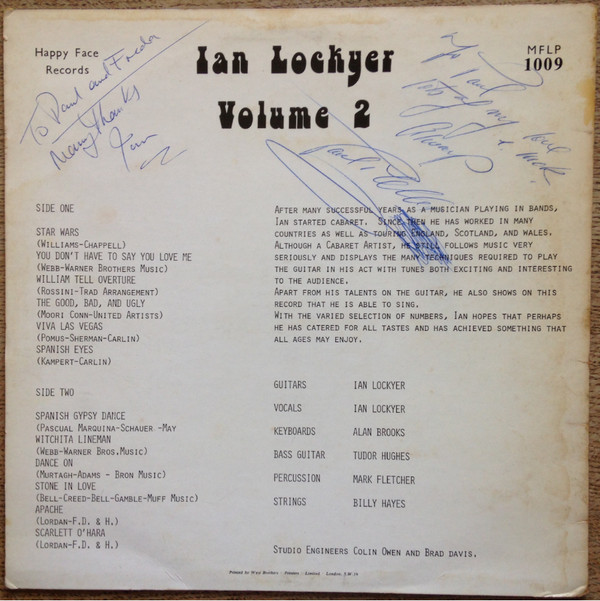 Happy Face
Records
Ian Lockyer
Volume 2
MFLP
1009
To Paul and Frieda
Many thanks
Ian
To Paul
lots of my love
+ luck
Always
SIDE ONE
STAR WARS
(Williams-Chappell)
YOU DON'T HAVE TO SAY YOU LOVE ME
(Webb-Warner Brothers Music)
WILLIAM TELL OVERTURE
(Rossini-Trad Arrangement)
THE GOOD, BAD, AND UGLY
(Moori Conn-United Artists)
VIVA LAS VEGAS
(Pomus-Sherman-Carlin)
SPANISH EYES
(Kampert-Carlin)
SIDE TWO
SPANISH GYPSY DANCE
(Pascual Marquina-Schauer -May
WITCHITA LINEMAN
(Webb-Warner Bros.Music)
DANCE ON
(Murtagh-Adams - Bron Music)
STONE IN LOVE
(Bell-Creed-Bell-Gamble-Muff Music)
APACHE
(Lordan-F.D. & H.)
SCARLETT O'HARA
(Lordan-F.D. & H.)
After many successful years as a musician playing in bands,
Ian started cabaret. Since then he has worked in many
countries as well as touring England, Scotland, and Wales.
Although a Cabaret Artist, he still follows music very
seriously and displays the many techniques required to play
the guitar in his act with tunes both exciting and interesting
to the audience.
Apart from his talents on the guitar, he also shows on this
record that he is able to sing.
With the varied selection of numbers, Ian hopes that perhaps
he has catered for all tastes and has achieved something that
all ages may enjoy.
GUITARS IAN LOCKYER
VOCALS IAN LOCKYER
KEYBOARDS ALAN BROOKS
BASS GUITAR TUDOR HUGHES
PERCUSSION MARK FLETCHER
STRINGS BILLY HAYES
Studio Engineers Colin Owen and Brad davis.